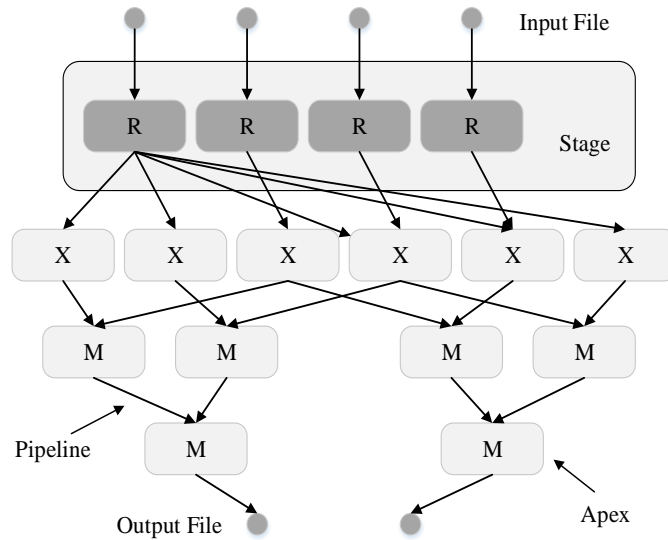 Input File
R R R R
Stage
X X X X X X
M M M M
Pipeline
M M
Apex
Output File